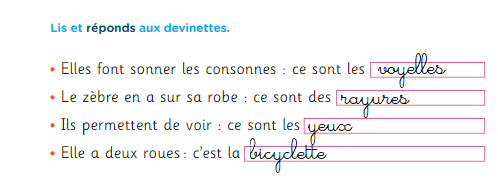 Lis et réponds aux devinettes.
• Elles font sonner les consonnes : ce sont les voyelles
• Le zèbre en a sur sa robe : ce sont des rayures
• Ils permettent de voir : ce sont les yeux
• Elle a deux roues : c'est la bicyclette